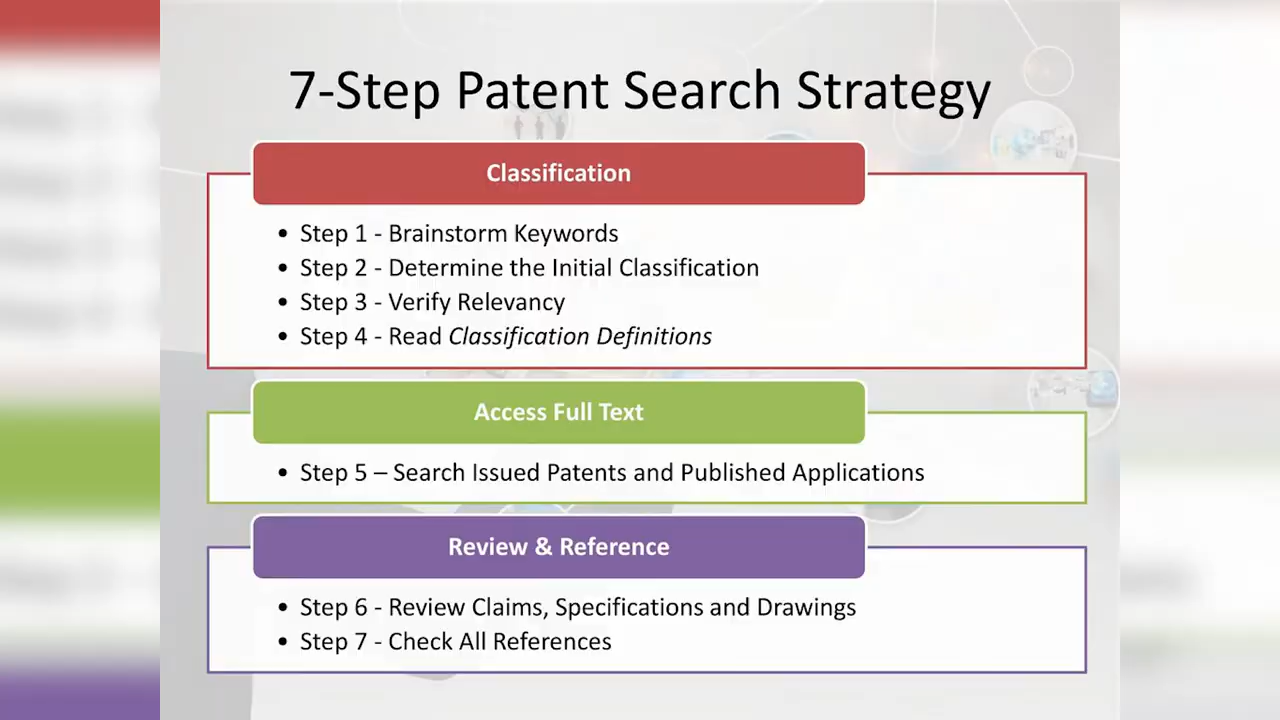 7-Step Patent Search Strategy
Classification
• Step 1 - Brainstorm Keywords
• Step 2 - Determine the Initial Classification
• Step 3 - Verify Relevancy
• Step 4 - Read Classification Definitions
Access Full Text
• Step 5 – Search Issued Patents and Published Applications
Review & Reference
• Step 6 - Review Claims, Specifications and Drawings
• Step 7 - Check All References